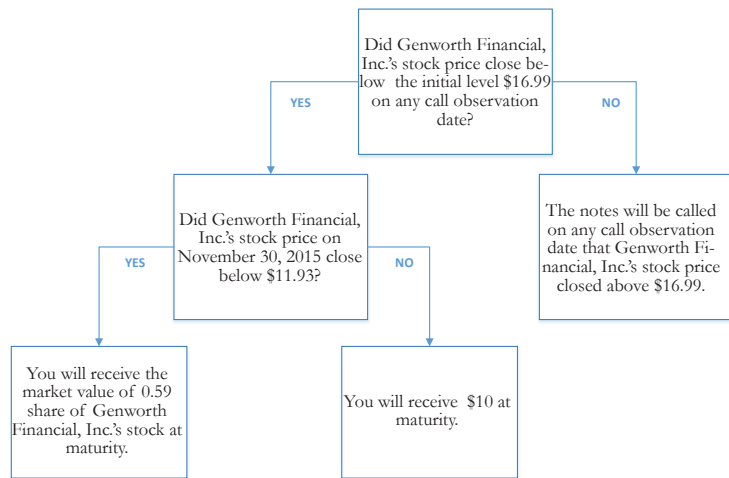 Did Genworth Financial,
Inc.'s stock price close be-
low the initial level $16.99
on any call observation
date?
YES
NO
Did Genworth Financial,
Inc.'s stock price on
November 30, 2015 close
below $11.93?
The notes will be called
on any call observation
date that Genworth Fi-
nancial, Inc.'s stock price
closed above $16.99.
YES
NO
You will receive the
market value of 0.59
share of Genworth
Financial, Inc.'s stock at
maturity.
You will receive $10 at
maturity.